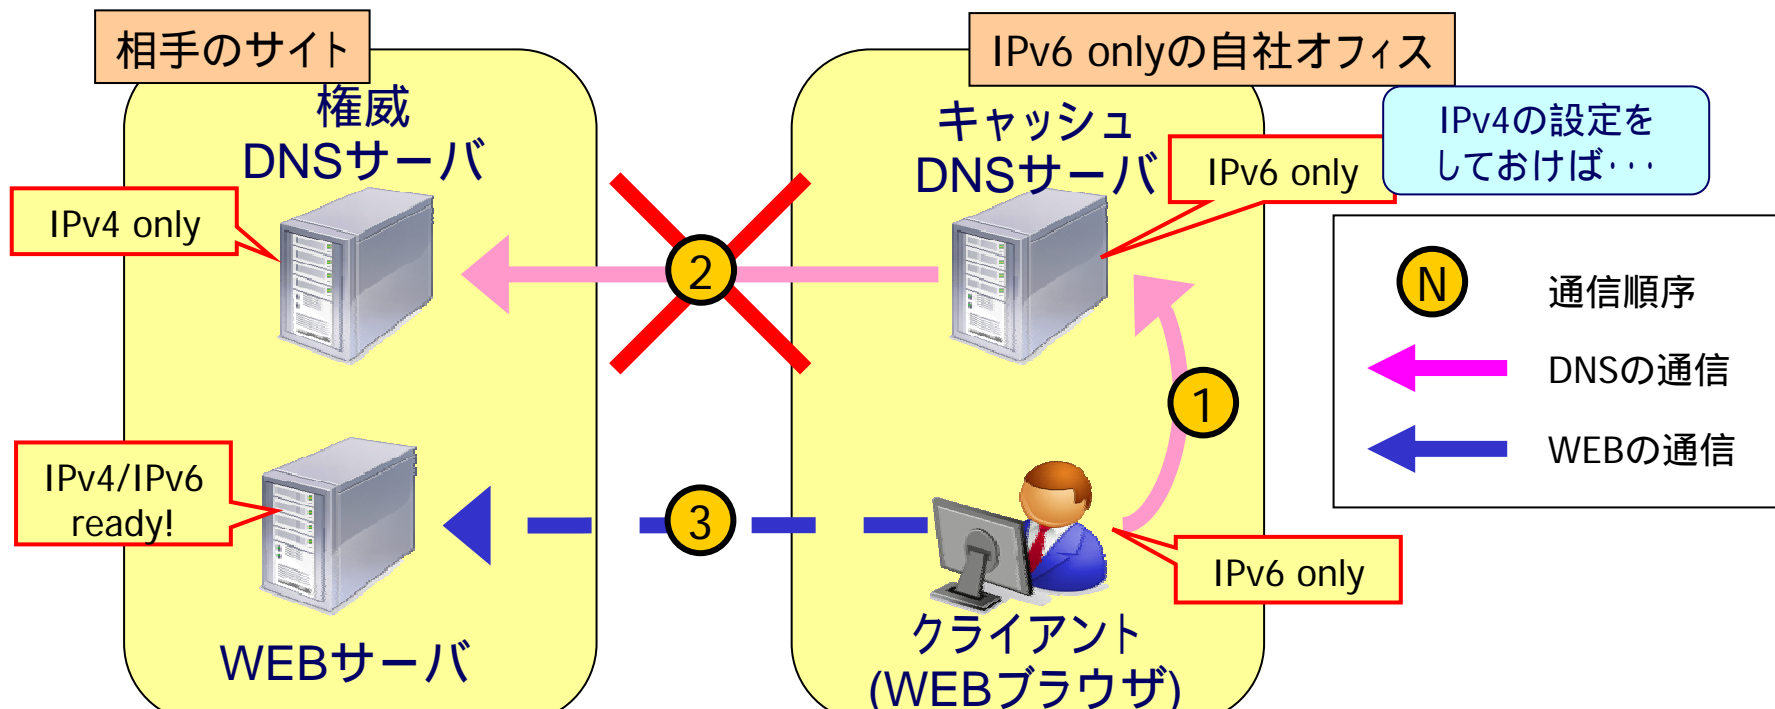 相手のサイト
IPv6 onlyの自社オフィス
権威
DNSサーバ
キャッシュ
DNSサーバ
IPv4の設定を
しておけば・・・
IPv4 only
IPv6 only
2
N
通信順序
DNSの通信
WEBの通信
1
IPv4/IPv6
ready!
3
IPv6 only
WEBサーバ
クライアント
(WEBブラウザ)